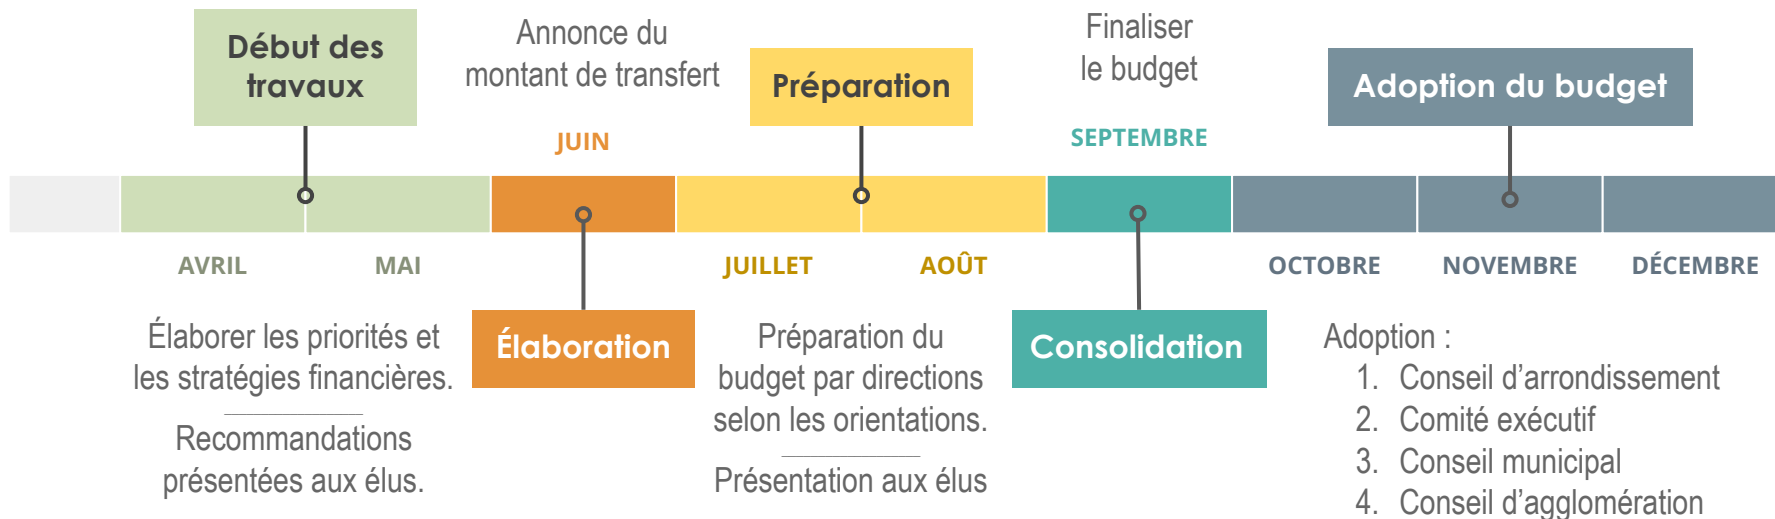 Début des
travaux
Annonce du
montant de transfert
JUIN
Préparation
Finaliser
le budget
SEPTEMBRE
Adoption du budget
AVRIL
MAI
JUILLET
AOÛT
OCTOBRE
NOVEMBRE
DÉCEMBRE
Élaborer les priorités et
les stratégies financières.
Recommandations
présentées aux élus.
Élaboration
Préparation du
budget par directions
selon les orientations.
Présentation aux élus
Consolidation
Adoption :
1. Conseil d’arrondissement
2. Comité exécutif
3. Conseil municipal
4. Conseil d’agglomération